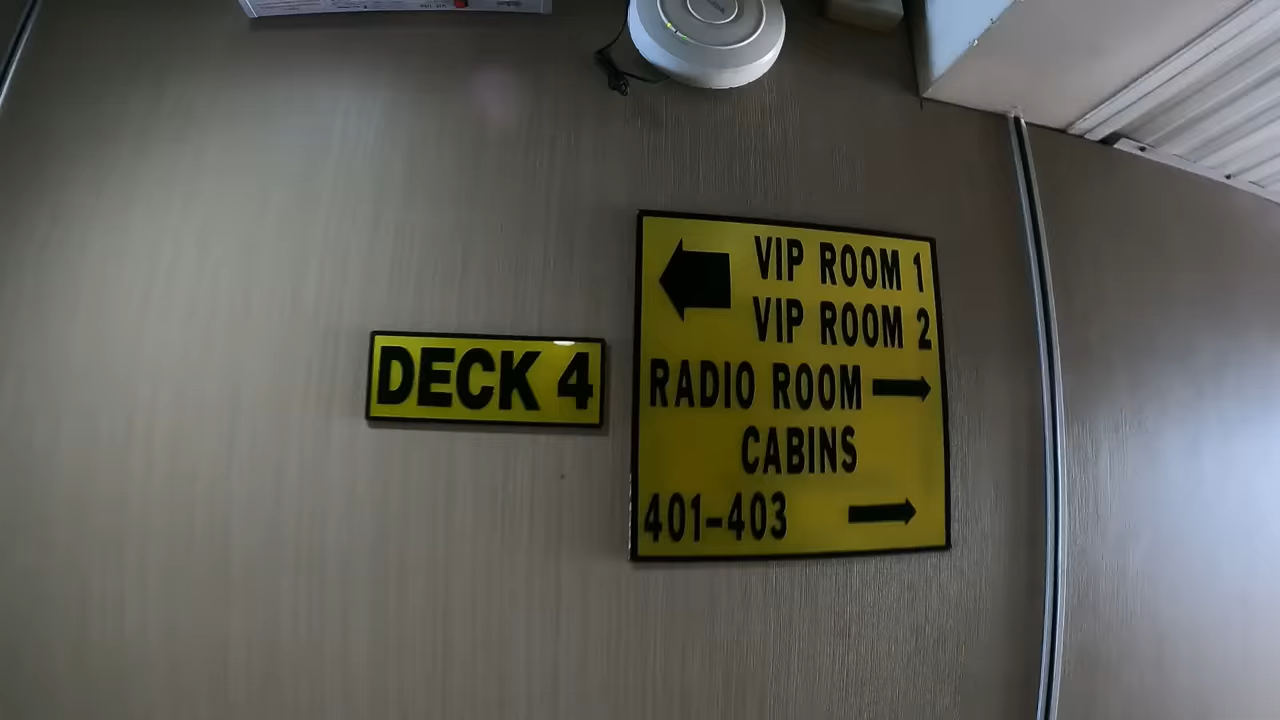 DECK 4
VIP ROOM 1
VIP ROOM 2
RADIO ROOM
CABINS
401-403